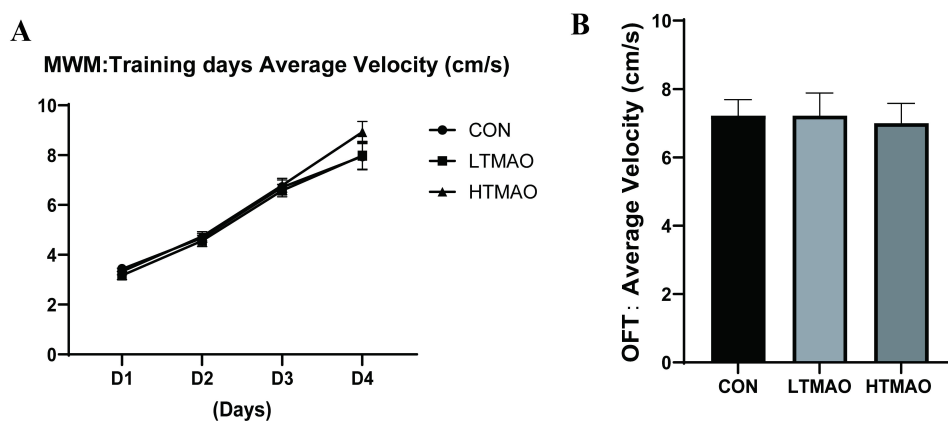 A
MWM:Training days Average Velocity (cm/s)
10
8
6
4
2
0
D1 D2 D3 D4
(Days)
CON
LTMAO
HTMAO
B
OFT: Average Velocity (cm/s)
10
8
6
4
2
0
CON LTMAO HTMAO